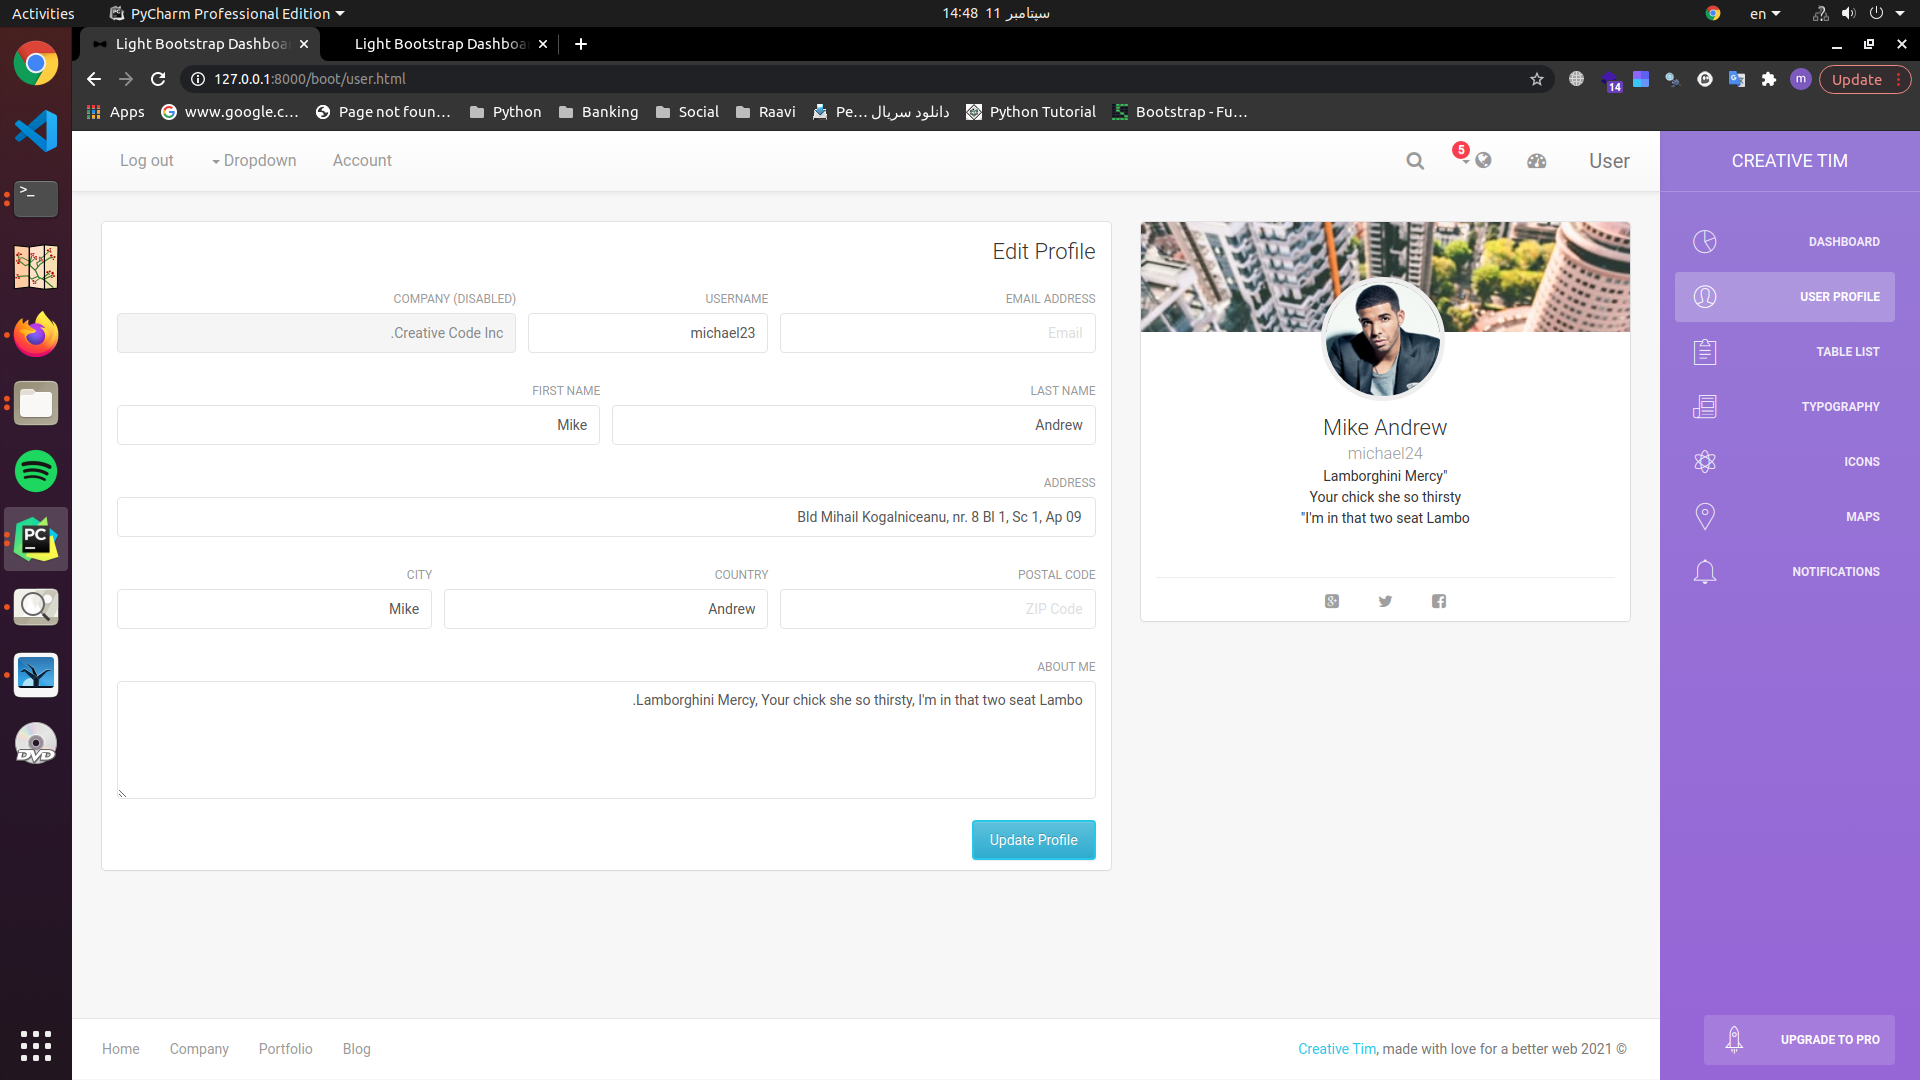 Activities
PyCharm Professional Edition
سپتامبر 11  14:48
en
Light Bootstrap Dashboa
Light Bootstrap Dashboa
127.0.0.1:8000/boot/user.html
14
m
Update
Apps
www.google.c...
Page not foun...
Python
Banking
Social
Raavi
دانلود سریال ...Pe
Python Tutorial
Bootstrap - Fu...
Log out
Dropdown
Account
5
User
CREATIVE TIM
Edit Profile
COMPANY (DISABLED)
USERNAME
EMAIL ADDRESS
.Creative Code Inc
michael23
Email
FIRST NAME
LAST NAME
Mike
Andrew
ADDRESS
Bld Mihail Kogalniceanu, nr. 8 Bl 1, Sc 1, Ap 09
CITY
COUNTRY
POSTAL CODE
Mike
Andrew
ZIP Code
ABOUT ME
.Lamborghini Mercy, Your chick she so thirsty, I'm in that two seat Lambo
Update Profile
Mike Andrew
michael24
Lamborghini Mercy"
Your chick she so thirsty
"I'm in that two seat Lambo
DASHBOARD
USER PROFILE
TABLE LIST
TYPOGRAPHY
ICONS
MAPS
NOTIFICATIONS
UPGRADE TO PRO
Home
Company
Portfolio
Blog
Creative Tim, made with love for a better web 2021 ©
>_
PC
DVD